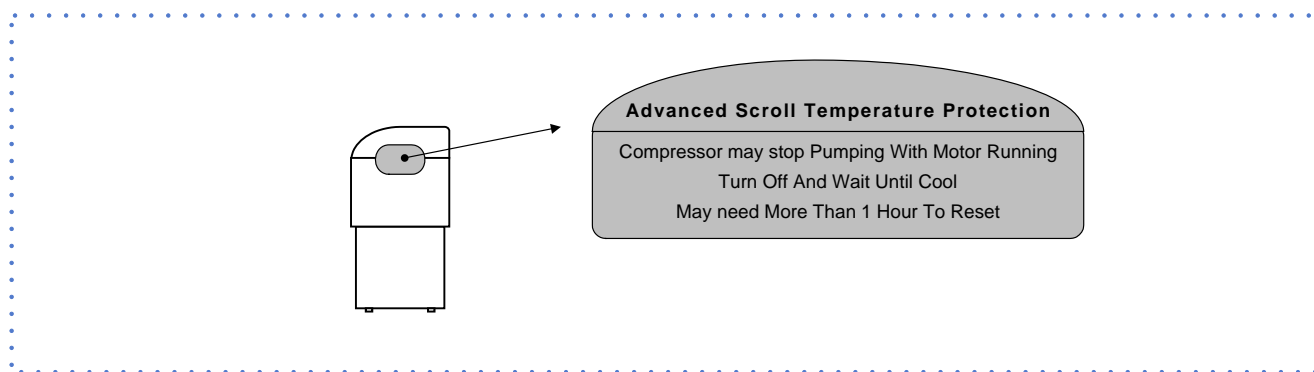 Advanced Scroll Temperature Protection
Compressor may stop Pumping With Motor Running
Turn Off And Wait Until Cool
May need More Than 1 Hour To Reset